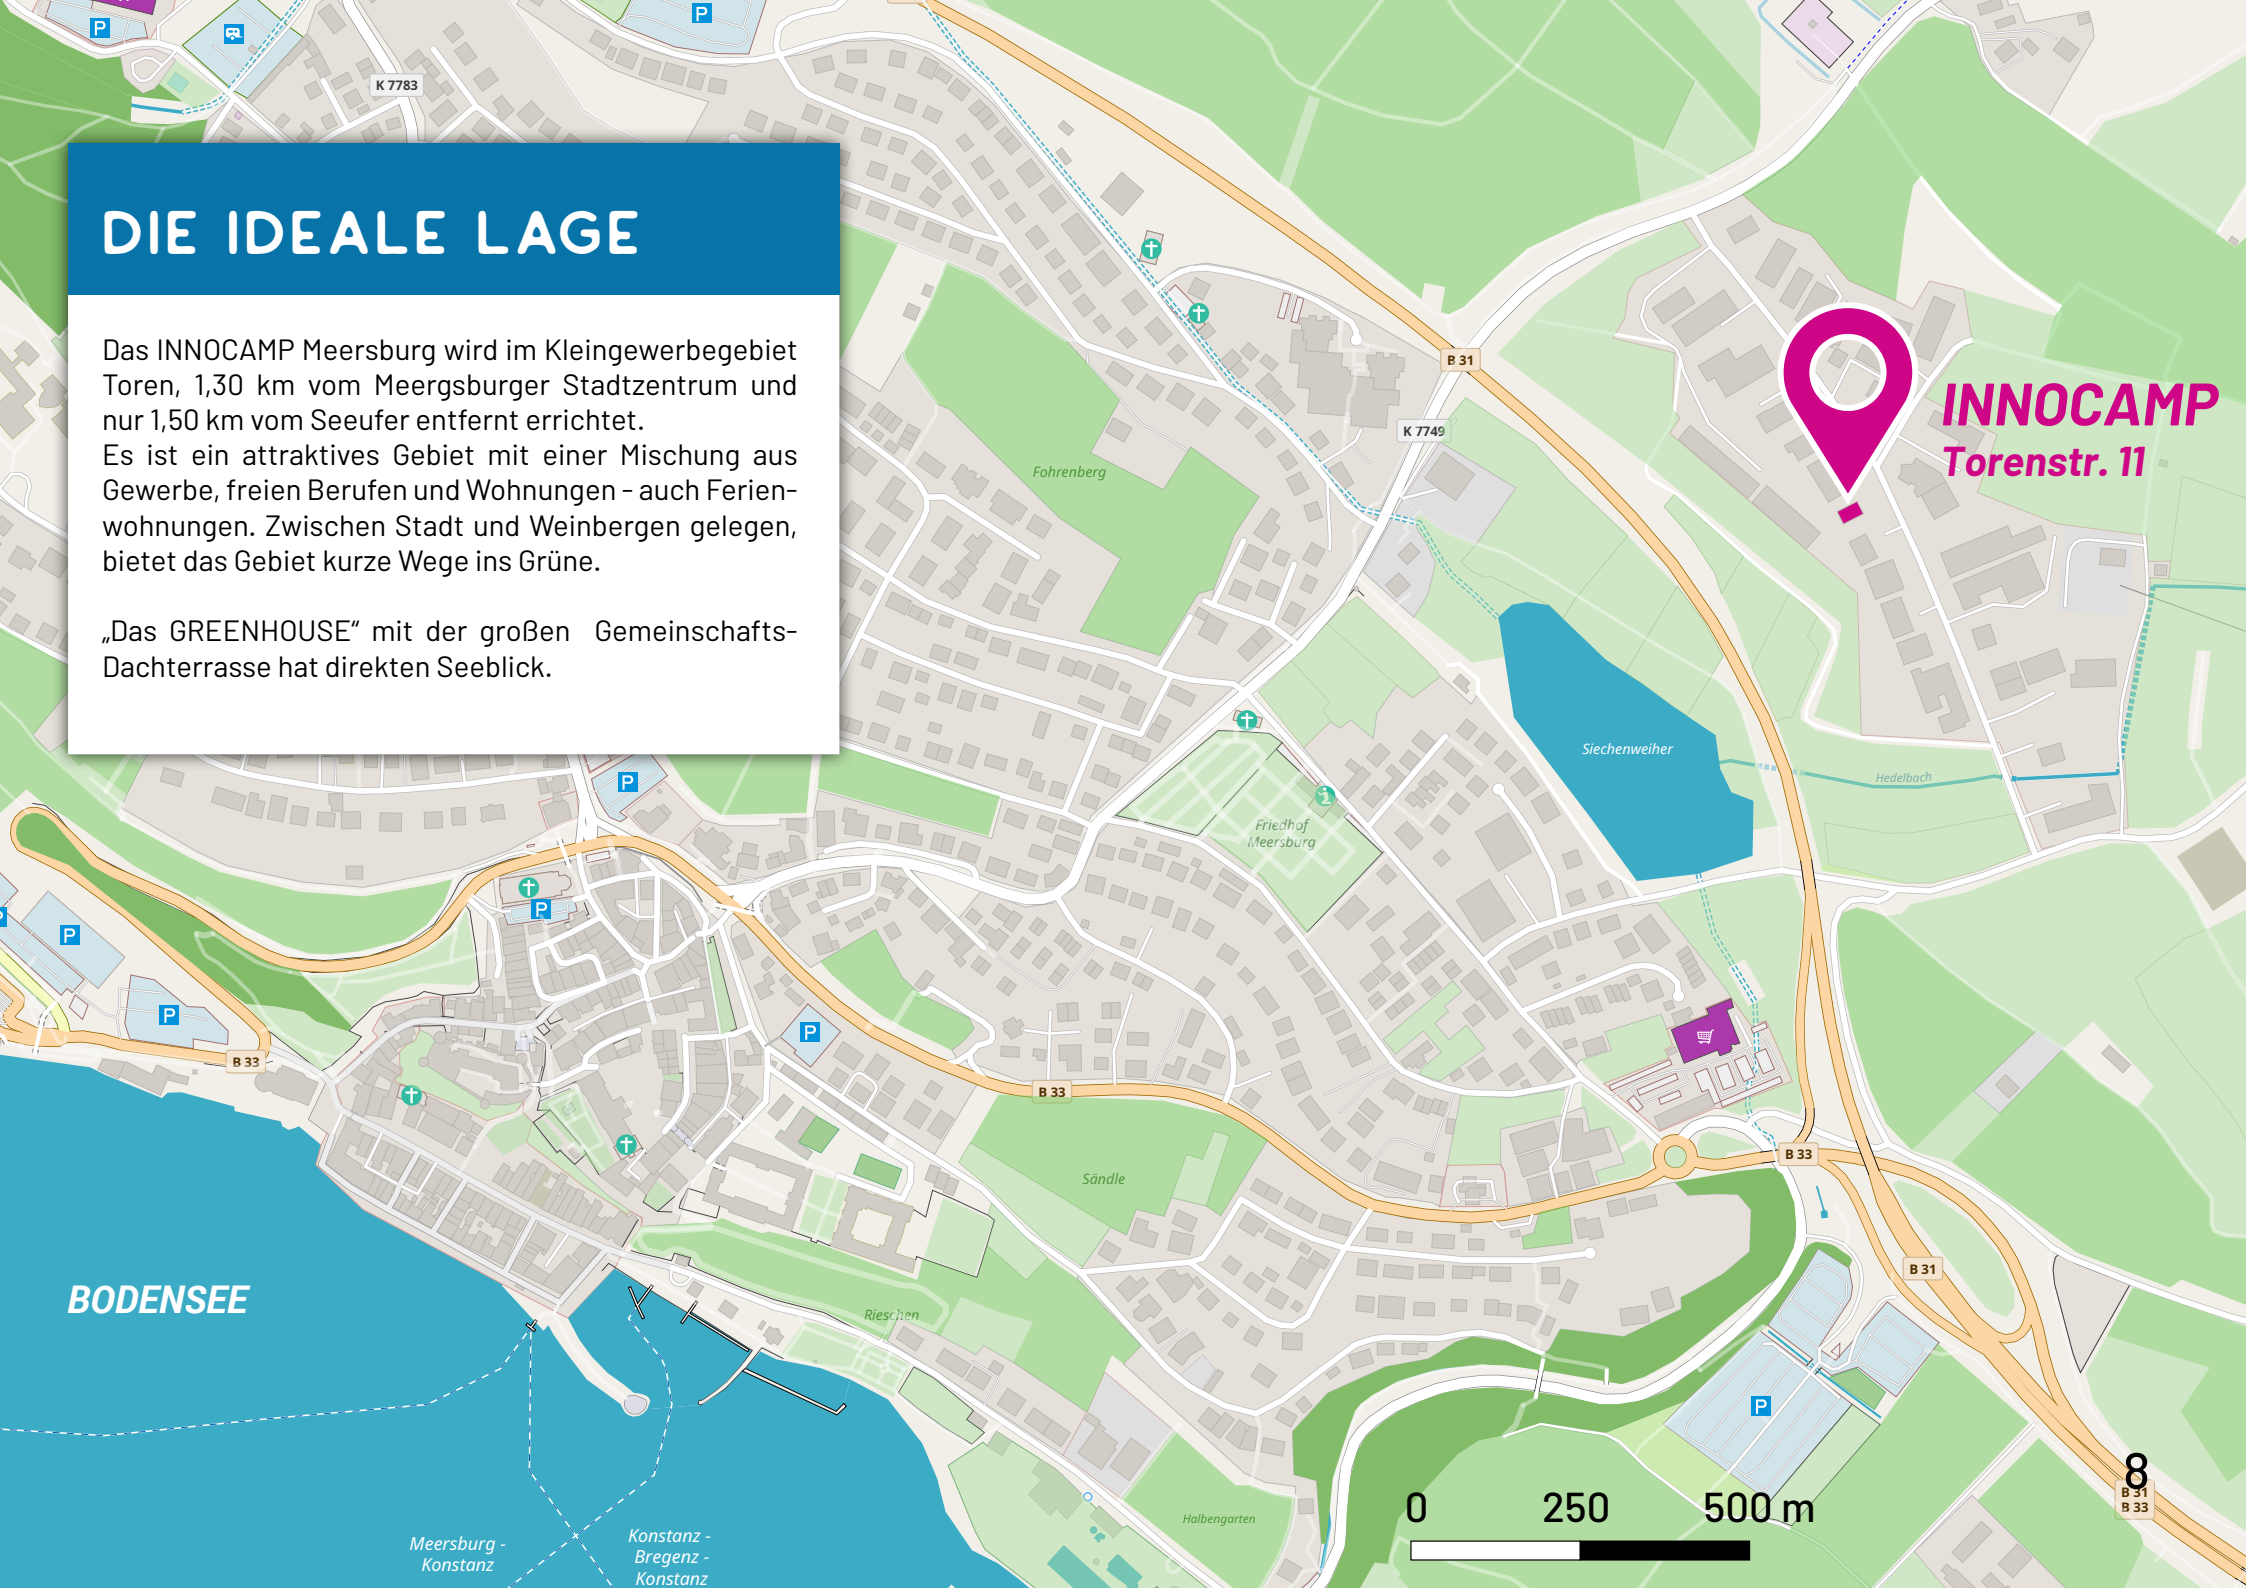 P
P
K 7783
DIE IDEALE LAGE
Das INNOCAMP Meersburg wird im Kleingewerbegebiet
Toren, 1,30 km vom Meergsburger Stadtzentrum und
nur 1,50 km vom Seeufer entfernt errichtet.
Es ist ein attraktives Gebiet mit einer Mischung aus
Gewerbe, freien Berufen und Wohnungen - auch Ferien-
wohnungen. Zwischen Stadt und Weinbergen gelegen,
bietet das Gebiet kurze Wege ins Grüne.
„Das GREENHOUSE“ mit der großen Gemeinschafts-
Dachterrasse hat direkten Seeblick.
B 31
K 7749
INNOCAMP
Torenstr. 11
Fohrenberg
Siechenweiher
Hedelbach
P
Friedhof
Meersburg
P
P
P
P
P
B 33
B 33
B 33
Sändle
B 31
BODENSEE
Rieschen
P
Meersburg -
Konstanz
Konstanz -
Bregenz -
Konstanz
Halbengarten
0 250 500 m
8
B 31
B 33